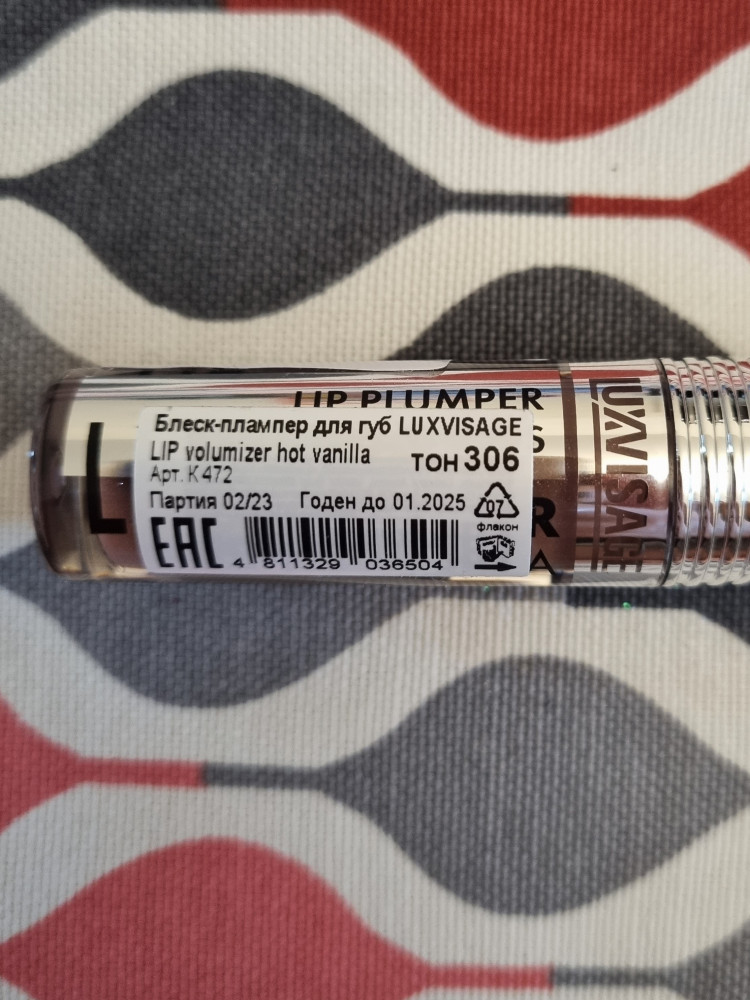 LIP PLUMPER
Блеск-плампер для губ LUXVISAGE
LIP volumizer hot vanilla
тон 306
Арт. К 472
Партия 02/23 Годен до 01.2025
07
флакон
EAC
4 811329 036504
LUXVISAGE